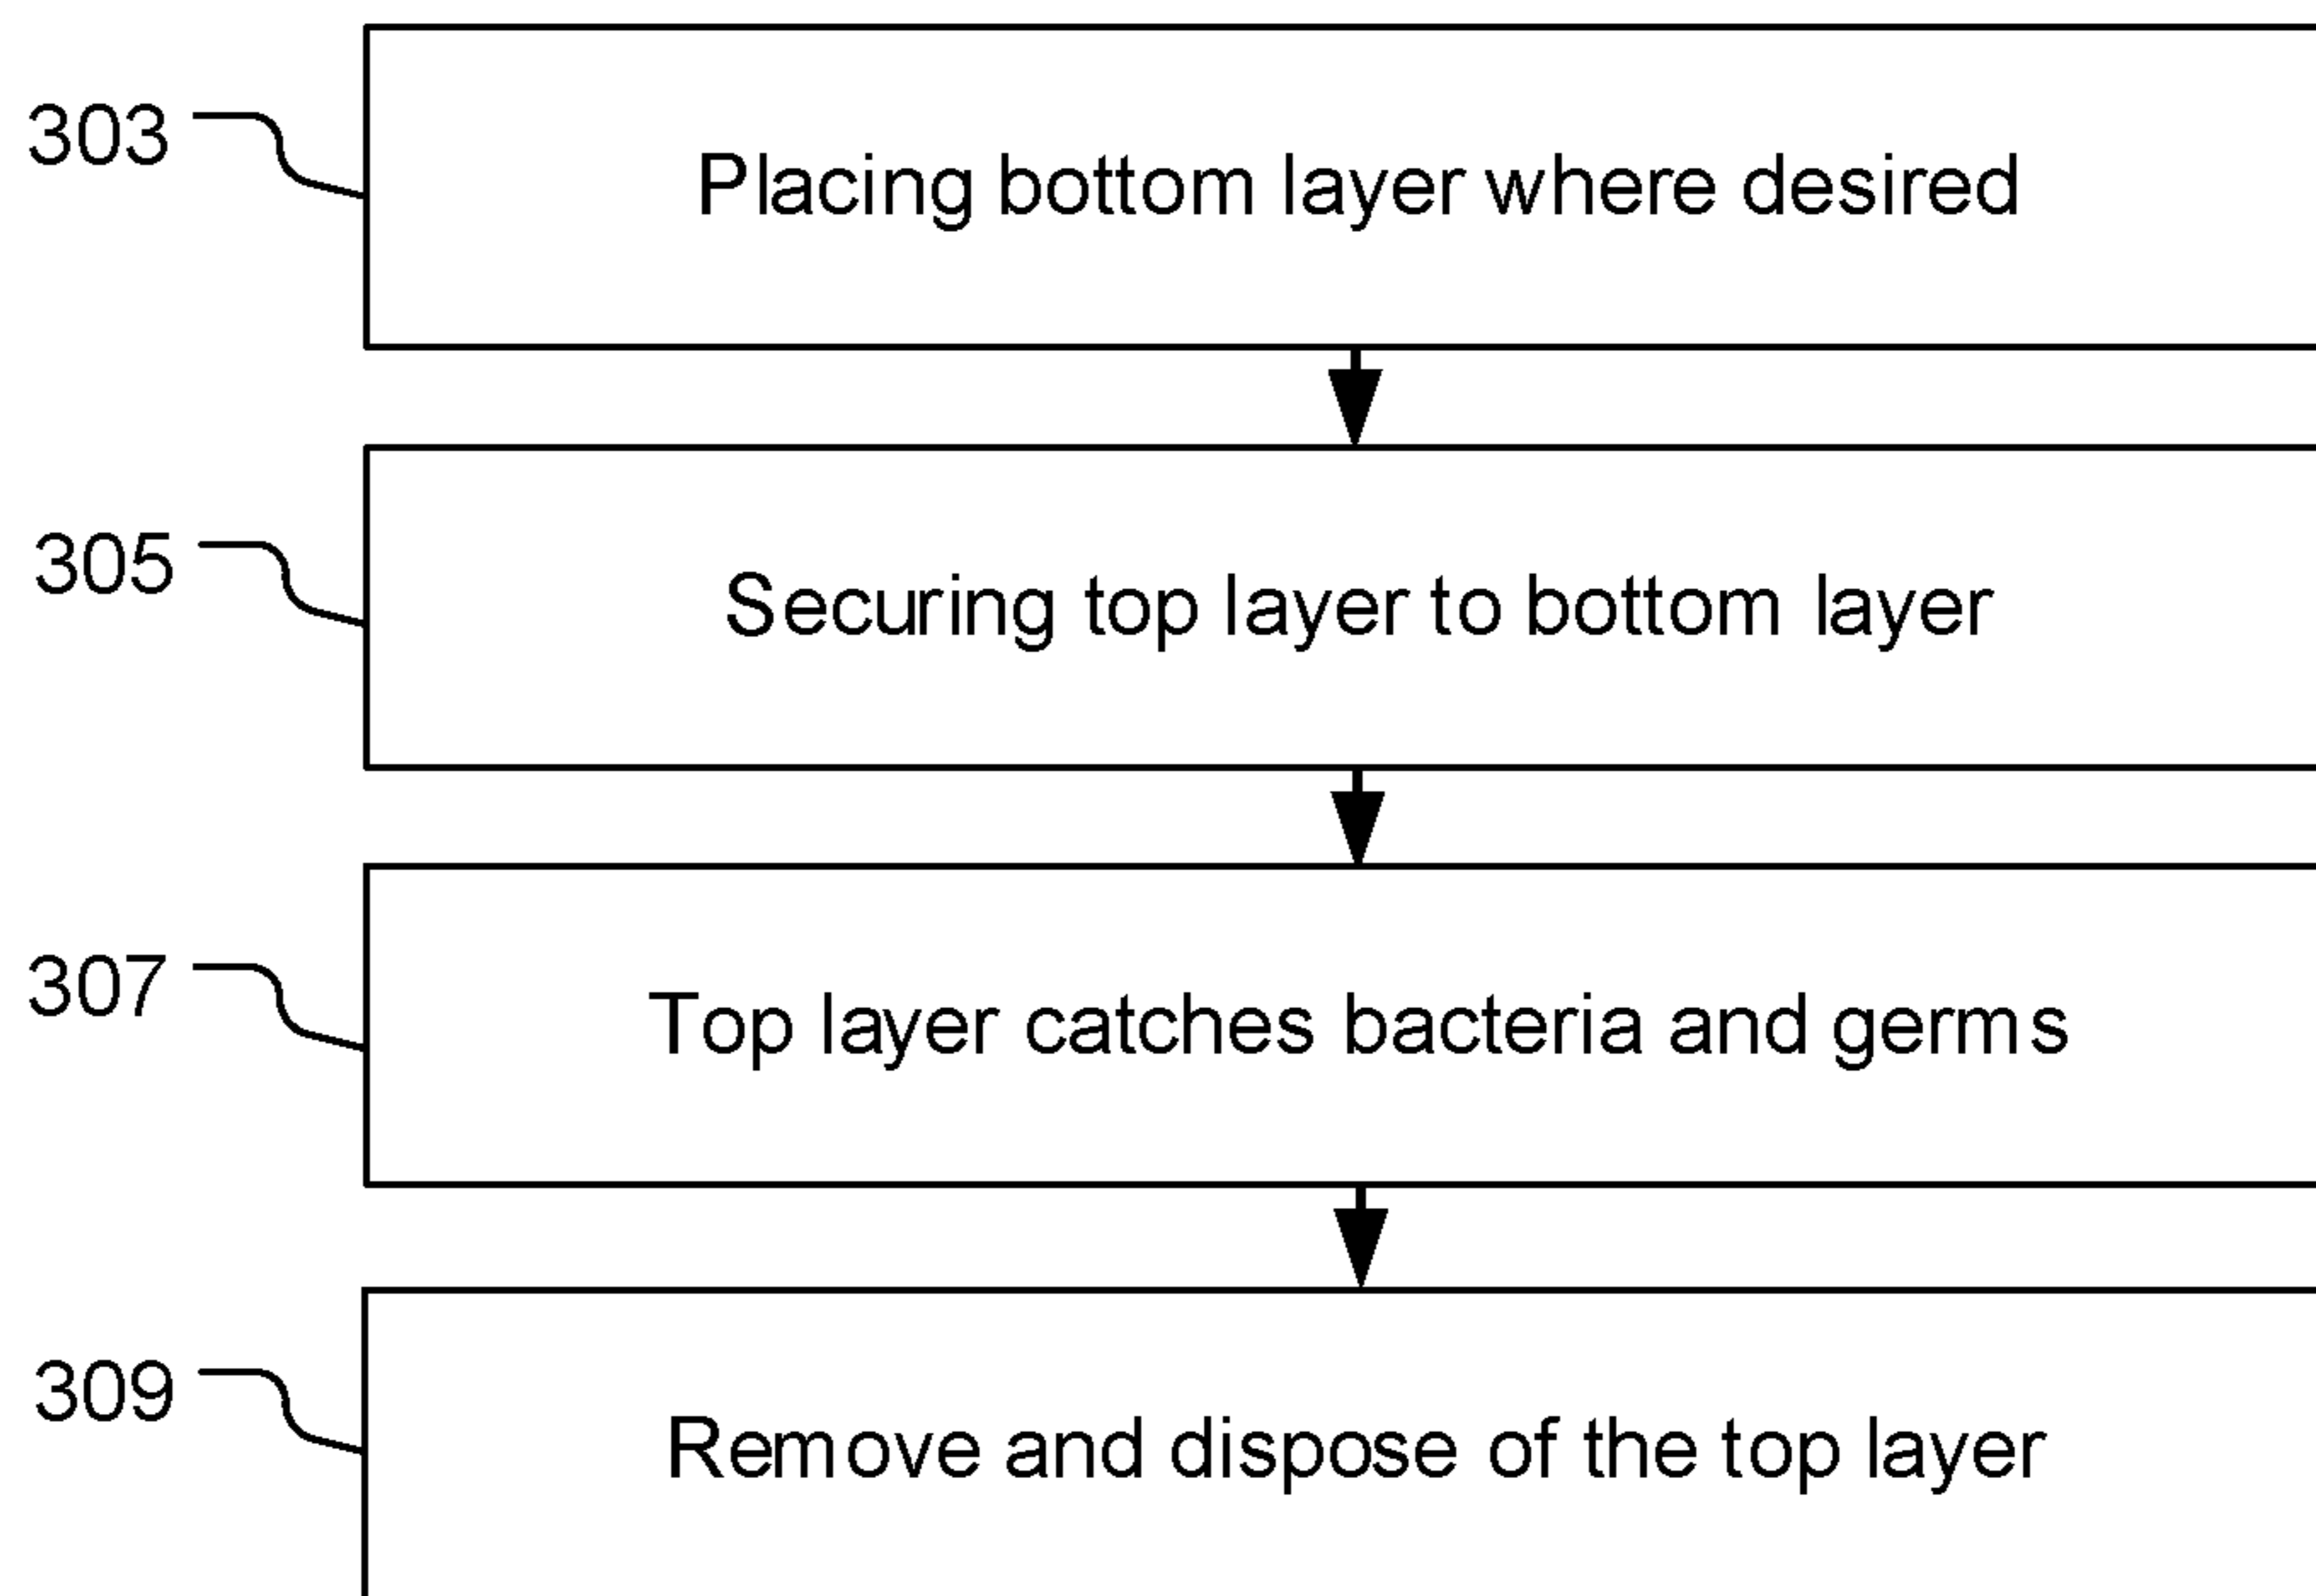 303
Placing bottom layer where desired
305
Securing top layer to bottom layer
307
Top layer catches bacteria and germs
309
Remove and dispose of the top layer